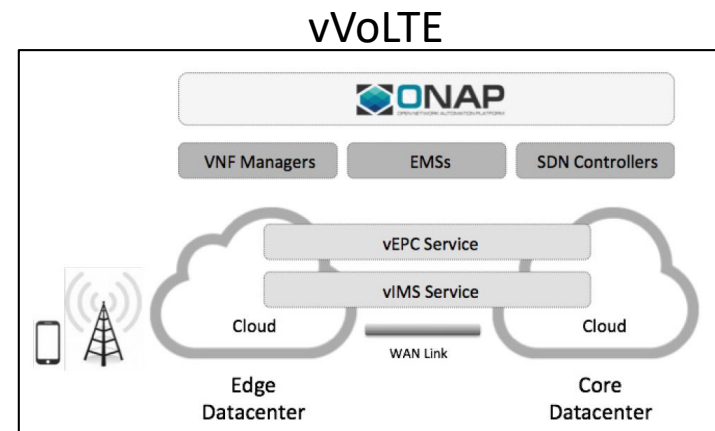 vVoLTE
ONAP
OPEN NETWORK AUTOMATION PLATFORM
VNF Managers
EMSs
SDN Controllers
vEPC Service
vIMS Service
Cloud
Cloud
WAN Link
Edge
Datacenter
Core
Datacenter